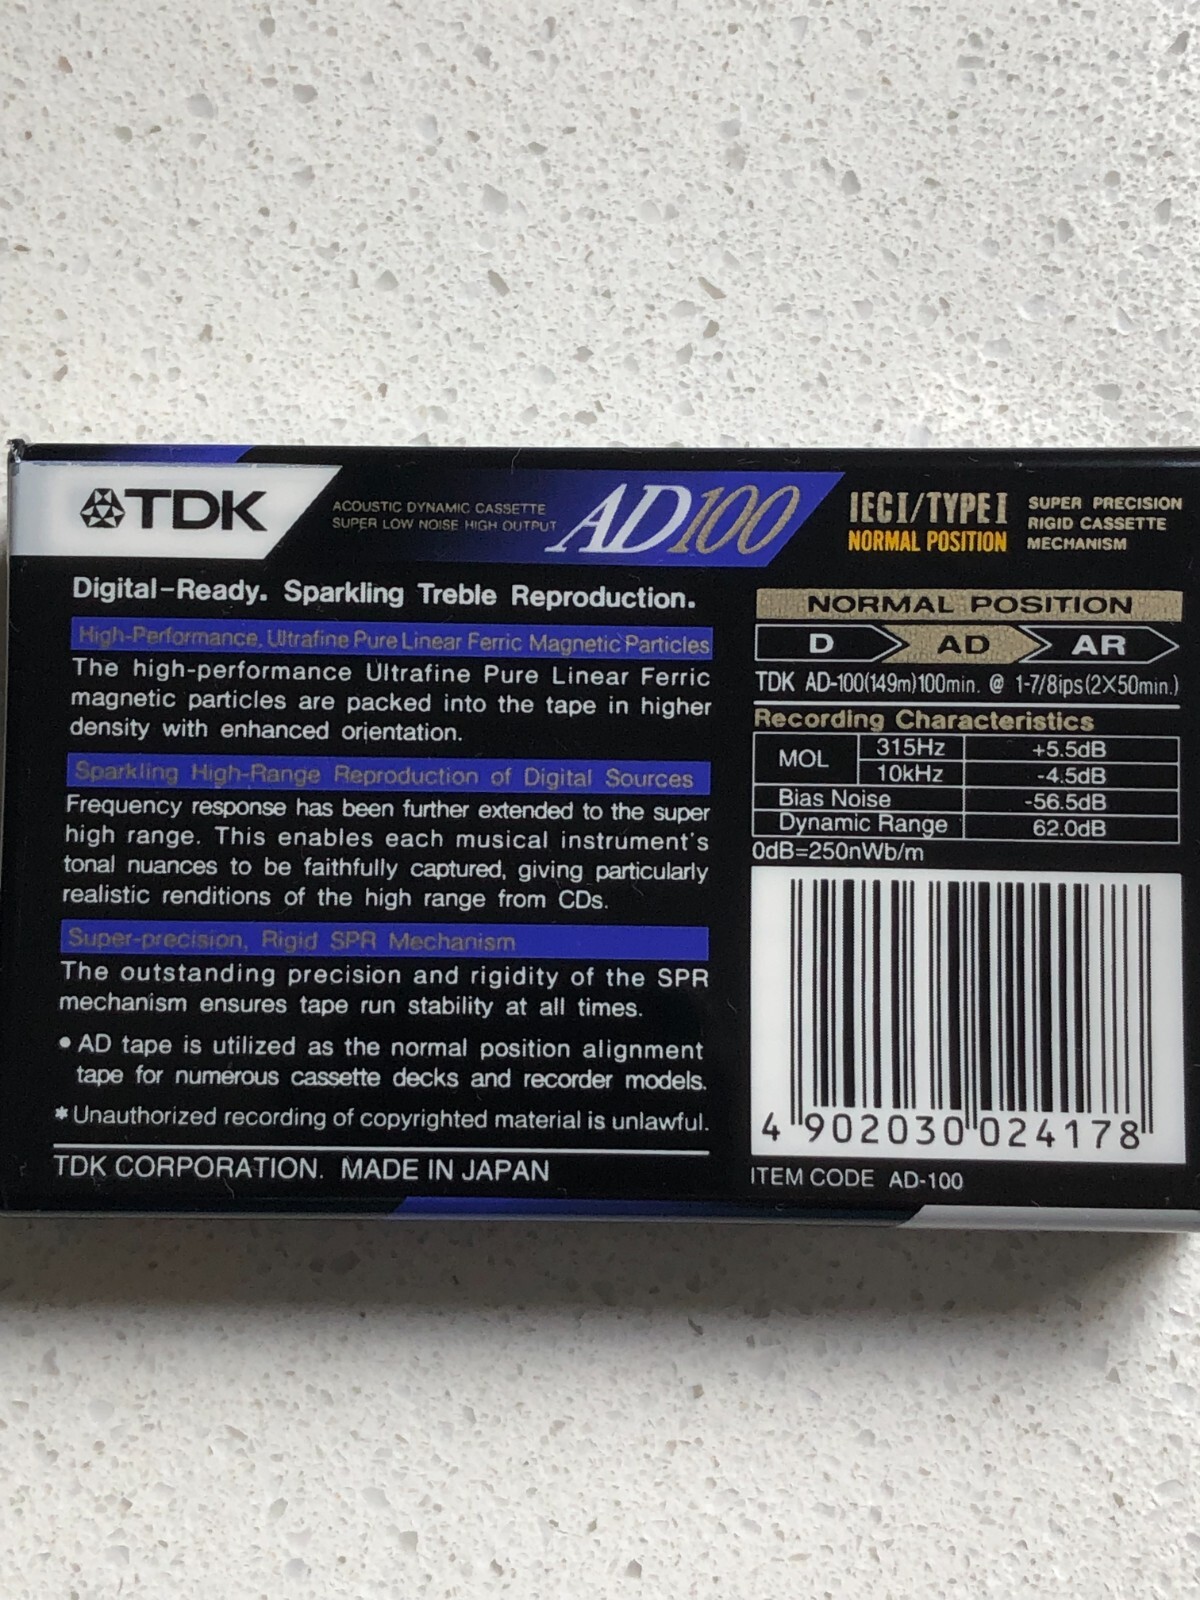 TDK
ACOUSTIC DYNAMIC CASSETTE
SUPER LOW NOISE HIGH OUTPUT
AD100
IEC I/TYPE I
NORMAL POSITION
SUPER PRECISION
RIGID CASSETTE
MECHANISM
Digital-Ready. Sparkling Treble Reproduction.
High-Performance, Ultrafine Pure Linear Ferric Magnetic Particles
The high-performance Ultrafine Pure Linear Ferric
magnetic particles are packed into the tape in higher
density with enhanced orientation.
Sparkling High-Range Reproduction of Digital Sources
Frequency response has been further extended to the super
high range. This enables each musical instrument's
tonal nuances to be faithfully captured, giving particularly
realistic renditions of the high range from CDs.
Super-precision, Rigid SPR Mechanism
The outstanding precision and rigidity of the SPR
mechanism ensures tape run stability at all times.
• AD tape is utilized as the normal position alignment
tape for numerous cassette decks and recorder models.
* Unauthorized recording of copyrighted material is unlawful.
TDK CORPORATION. MADE IN JAPAN
NORMAL POSITION
D AD AR
TDK AD-100(149m)100min. @ 1-7/8ips(2X50min.)
Recording Characteristics
MOL 315Hz +5.5dB
10kHz -4.5dB
Bias Noise -56.5dB
Dynamic Range 62.0dB
0dB=250nWb/m
4 902030 024178
ITEM CODE AD-100